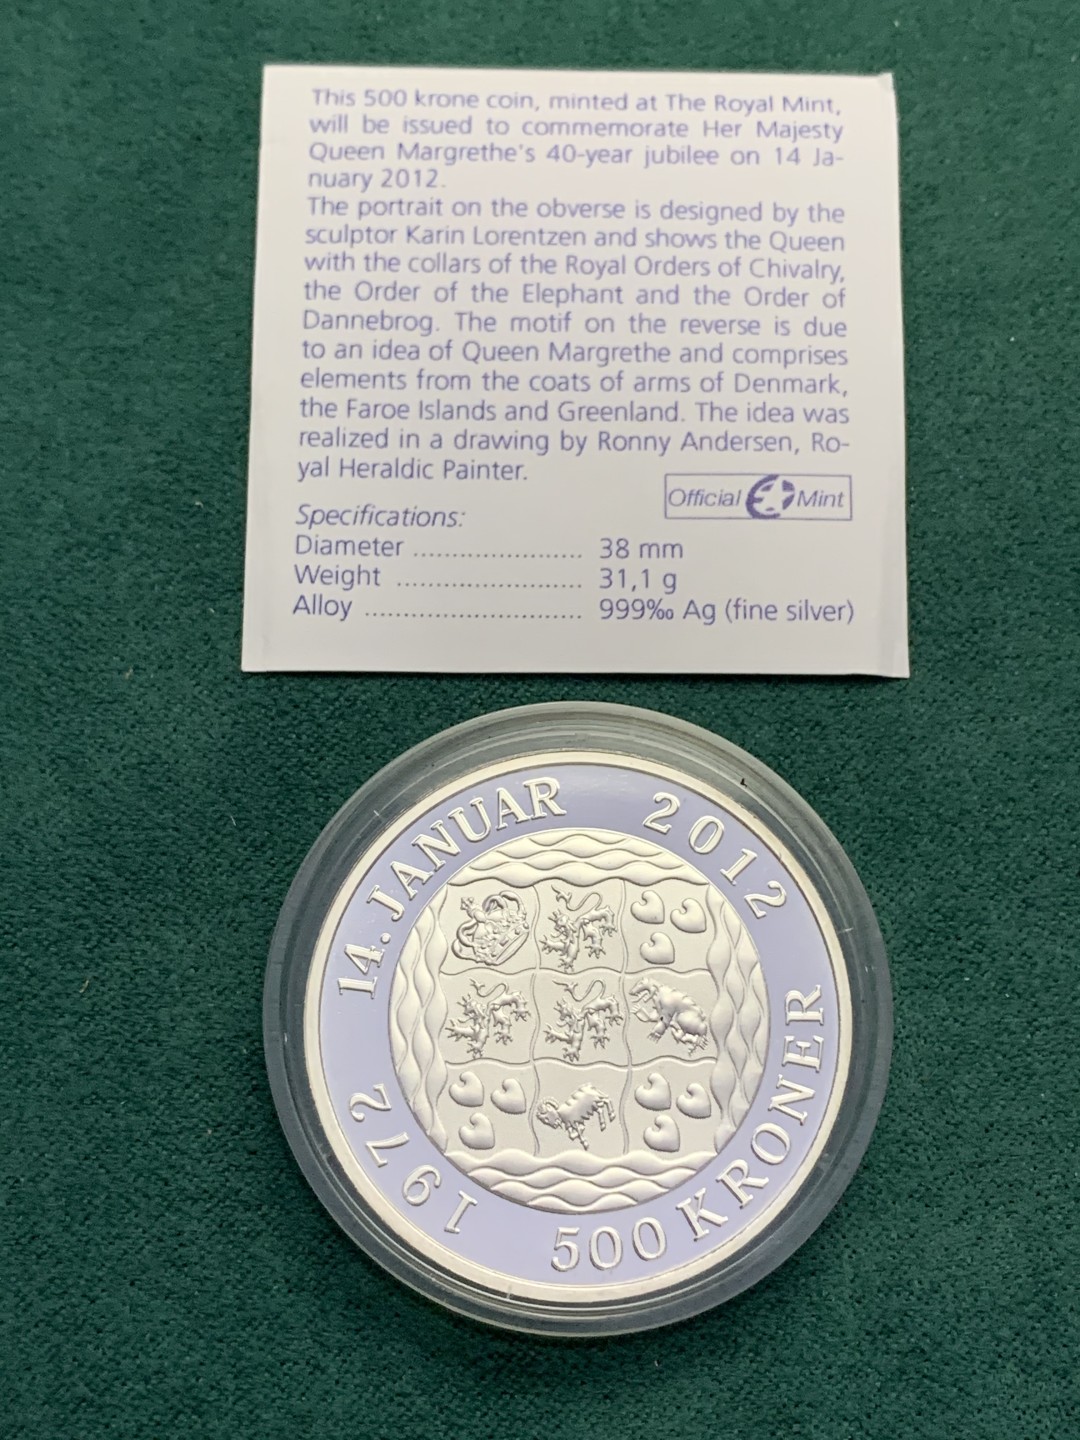 This 500 krone coin, minted at The Royal Mint,
will be issued to commemorate Her Majesty
Queen Margrethe's 40-year jubilee on 14 Ja-
nuary 2012.
The portrait on the obverse is designed by the
sculptor Karin Lorentzen and shows the Queen
with the collars of the Royal Orders of Chivalry,
the Order of the Elephant and the Order of
Dannebrog. The motif on the reverse is due
to an idea of Queen Margrethe and comprises
elements from the coats of arms of Denmark,
the Faroe Islands and Greenland. The idea was
realized in a drawing by Ronny Andersen, Ro-
yal Heraldic Painter.
Official Mint
Specifications:
Diameter ...................... 38 mm
Weight ........................ 31,1 g
Alloy ............................ 999‰ Ag (fine silver)
14. JANUAR 2012
1972
500 KRONER